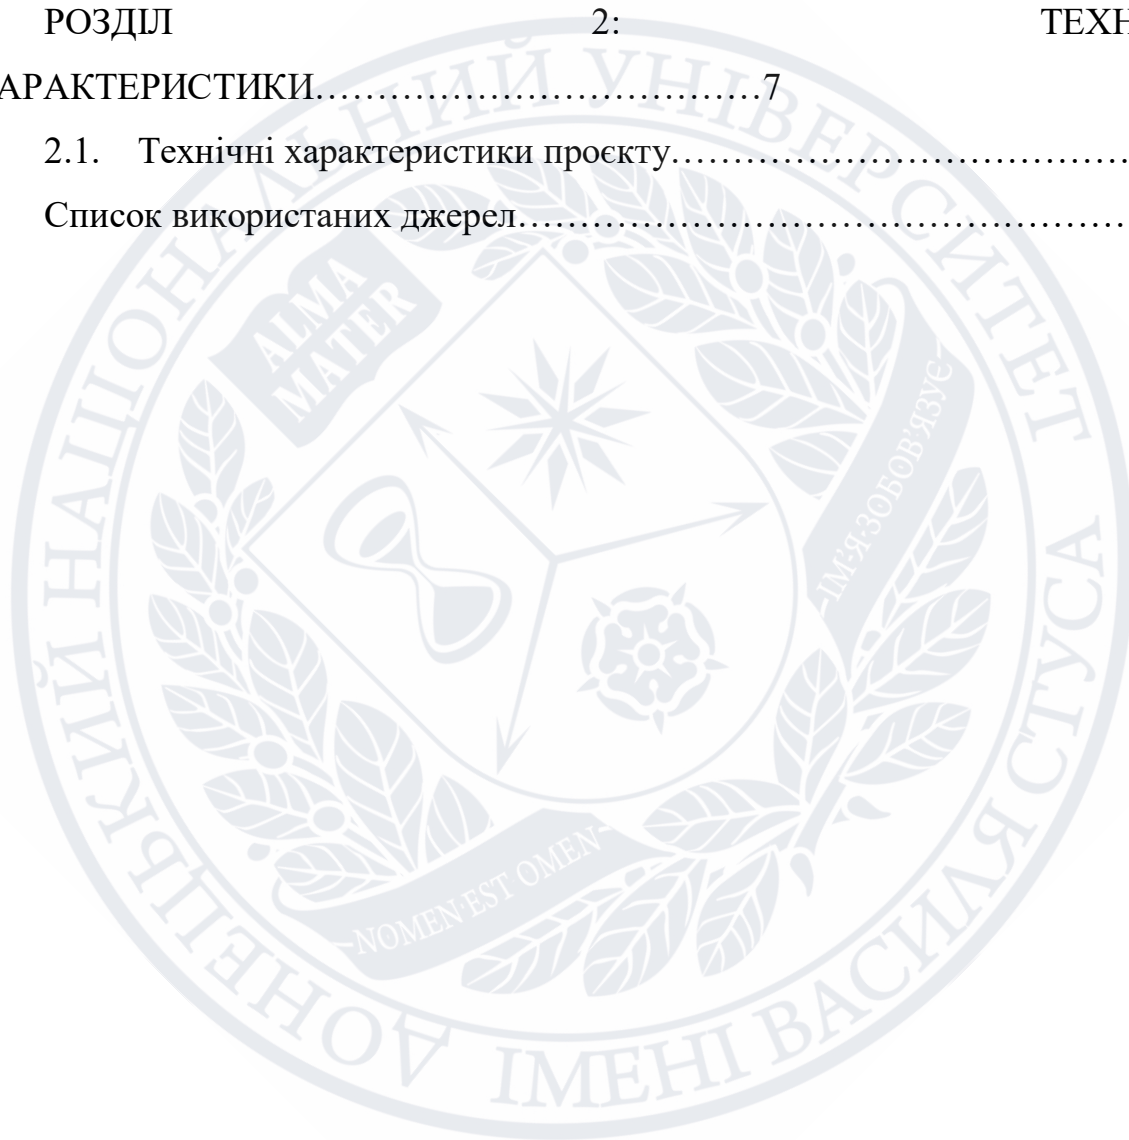 РОЗДІЛ 2: ТЕХН
АРАКТЕРИСТИКИ………………………………7
2.1. Технічні характеристики проєкту………………………………
Список використаних джерел…………………………………………
ДОНЕЦЬКИЙ НАЦІОНАЛЬНИЙ УНІВЕРСИТЕТ ІМЕНІ ВАСИЛЯ СТУСА
ALMA
MATER
ІМ'Я·ЗОБОВ'ЯЗУЄ
NOMEN·EST OMEN